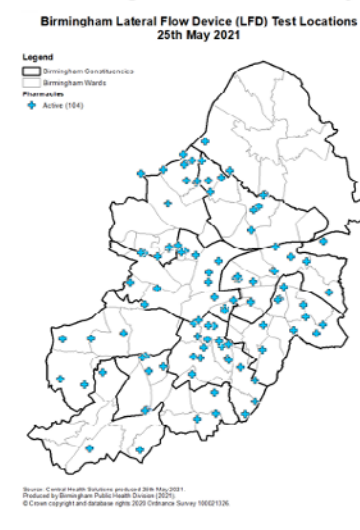 Birmingham Lateral Flow Device (LFD) Test Locations
25th May 2021
Legend
Birmingham Constituencies
Birmingham Wards
Pharmacies
Active (104)
Source: Central Health Solutions produced 26th May 2021.
Produced by Birmingham Public Health Division (2021).
© Crown copyright and database rights 2020 Ordnance Survey 100021326.